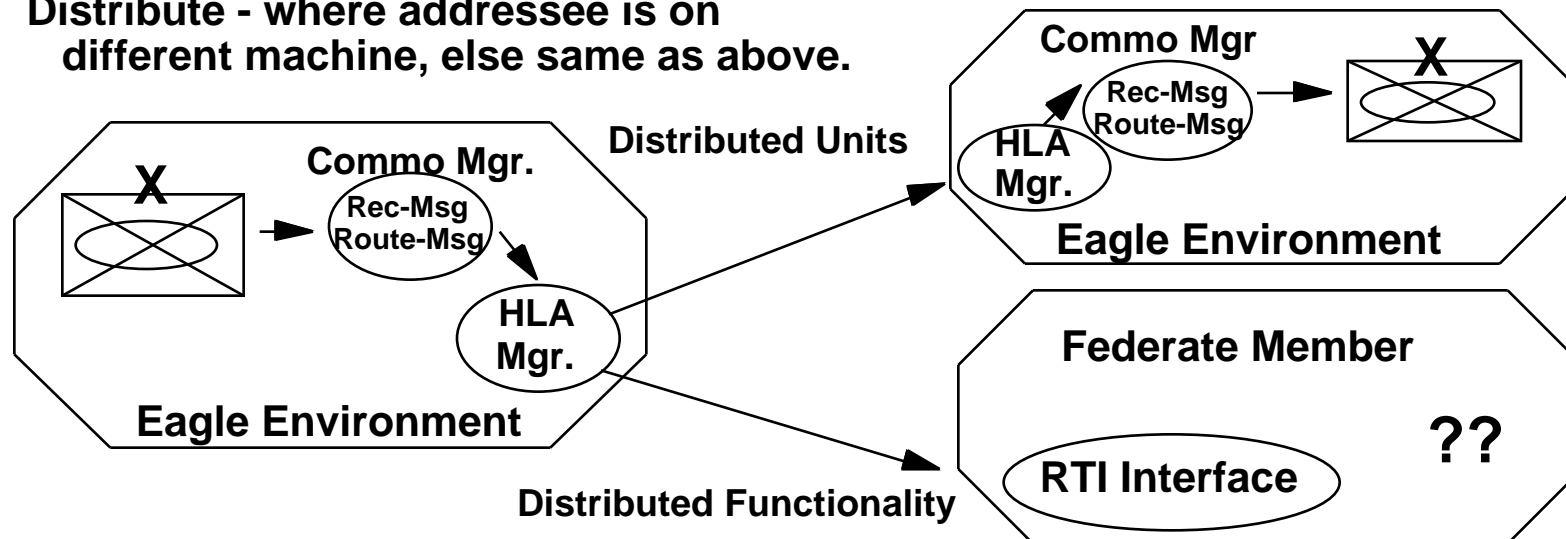 Distribute - where addressee is on
different machine, else same as above.
X
Commo Mgr.
Rec-Msg
Route-Msg
HLA
Mgr.
Eagle Environment
Distributed Units
Commo Mgr
Rec-Msg
Route-Msg
HLA
Mgr.
X
Eagle Environment
Distributed Functionality
Federate Member
RTI Interface
??